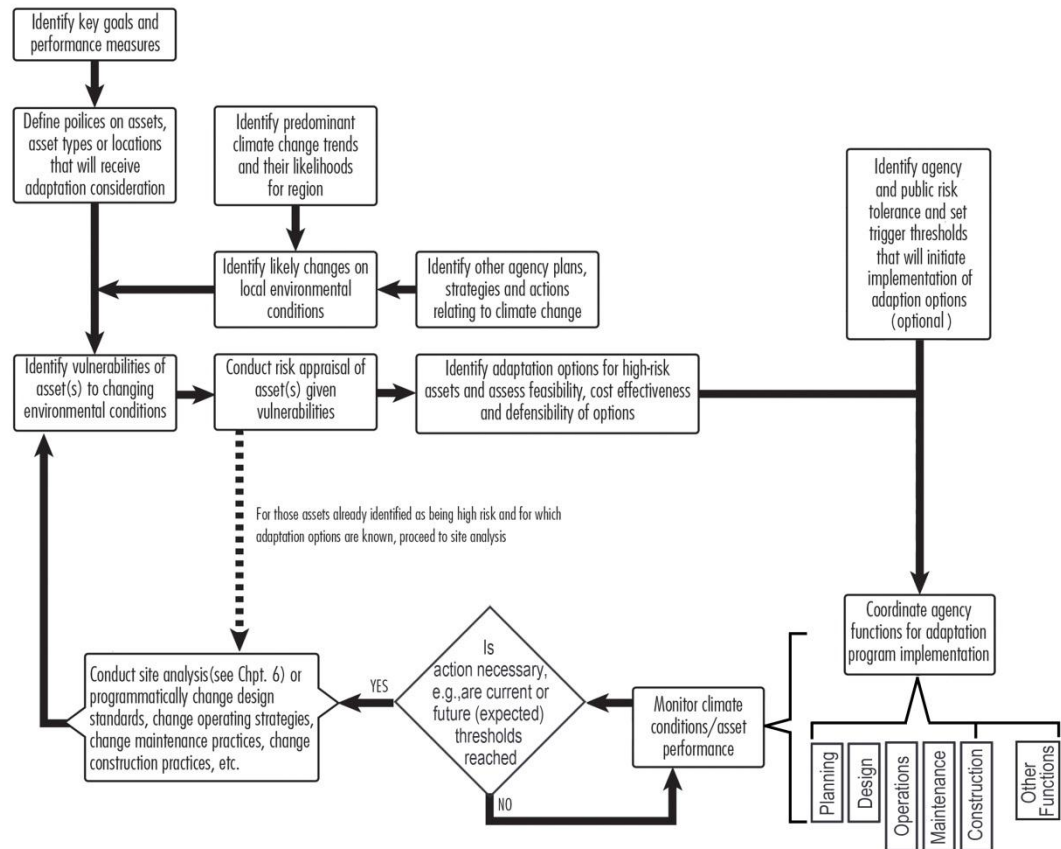 Identify key goals and
performance measures
Define poilices on assets,
asset types or locations
that will receive
adaptation consideration
Identify predominant
climate change trends
and their likelihoods
for region
Identify agency
and public risk
tolerance and set
trigger thresholds
that will initiate
implementation of
adaption options
(optional)
Identify likely changes on
local environmental
conditions
Identify other agency plans,
strategies and actions
relating to climate change
Identify vulnerabilities of
asset(s) to changing
environmental conditions
Conduct risk appraisal of
asset(s) given
vulnerabilities
Identify adaptation options for high-risk
assets and assess feasibility, cost effectiveness
and defensibility of options
For those assets already identified as being high risk and for which
adaptation options are known, proceed to site analysis
Coordinate agency
functions for adaptation
program implementation
Conduct site analysis(see Chpt. 6) or
programmatically change design
standards, change operating strategies,
change maintenance practices, change
construction practices, etc.
YES
Is
action necessary,
e.g.,are current or
future (expected)
thresholds
reached
NO
Monitor climate
conditions/asset
performance
Planning
Design
Operations
Maintenance
Construction
Other
Functions